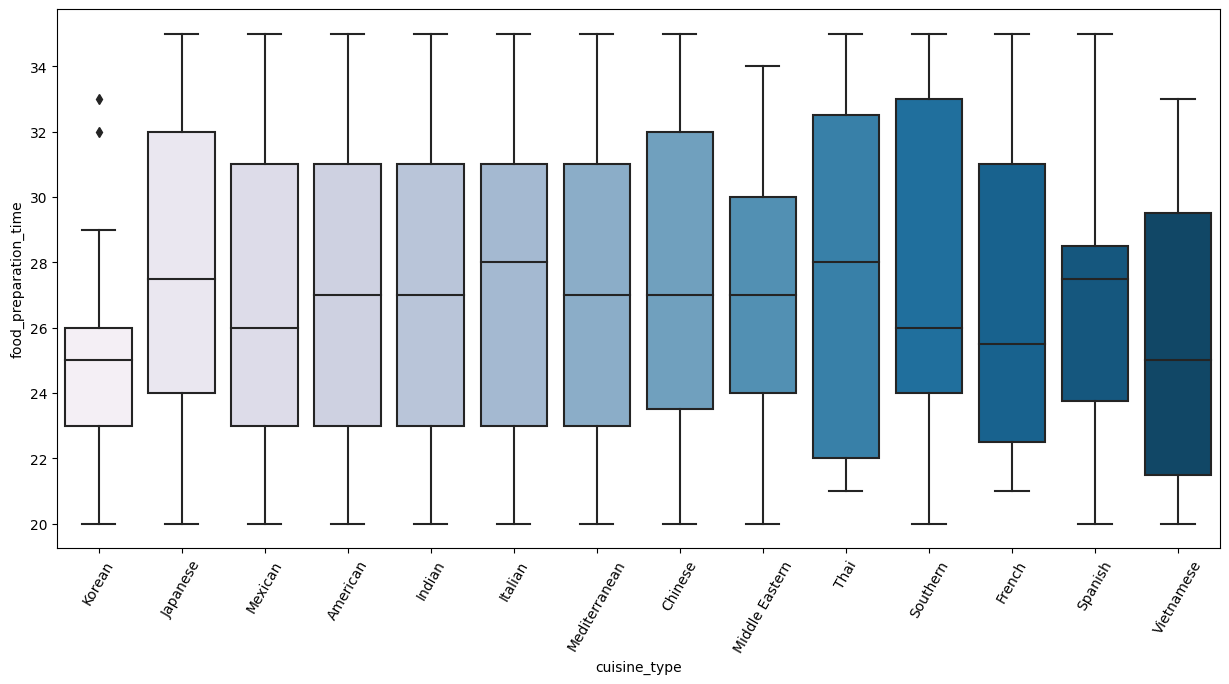 food_preparation_time
34
32
30
28
26
24
22
20
Korean
Japanese
Mexican
American
Indian
Italian
Mediterranean
Chinese
Middle Eastern
Thai
Southern
French
Spanish
Vietnamese
cuisine_type